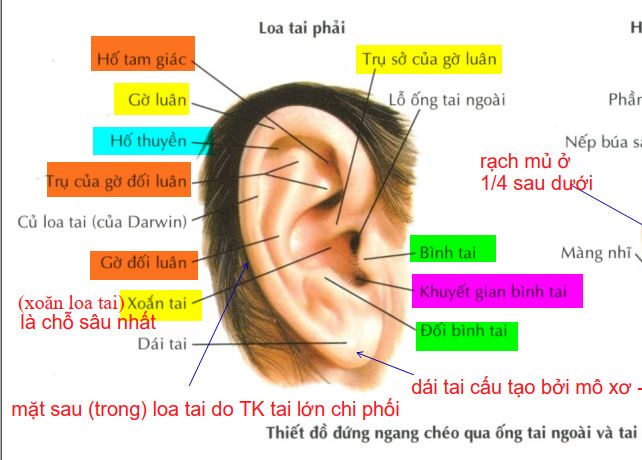 Loa tai phải
H
Hố tam giác
Trụ sở của gờ luân
Gờ luân
Lỗ ống tai ngoài
Phần
Hố thuyền
Nếp búa sa
rạch mủ ở
1/4 sau dưới
Trụ của gờ đối luân
Củ loa tai (của Darwin)
Gờ đối luân
Bình tai
Màng nhĩ
(xoăn loa tai)
Xoắn tai
Khuyết gian bình tai
là chỗ sâu nhất
Đối bình tai
Dái tai
dái tai cấu tạo bởi mô xơ -
mặt sau (trong) loa tai do TK tai lớn chi phối
Thiết đồ đứng ngang chéo qua ống tai ngoài và tai